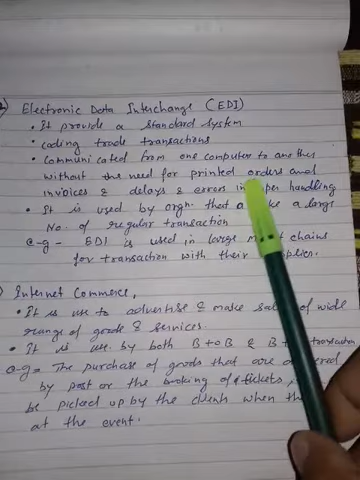 Electronic Data Interchange (EDI)
• It provide a standard system
• coding trade transactions
• communicated from one computer to another
without the need for printed orders and
invoices & delays & errors in paper handling
• It is used by orgn. that a large
No. of regular transaction
e-g- EDI is used in large chains
for transaction with their
Internet Commerce,
• It is use to advertise & make of wide
range of goods & services.
• It is use by both B to B & B transaction
e-g- The purchase of goods that are
by post or the booking of tickets,
be picked up by the clients when
at the event.